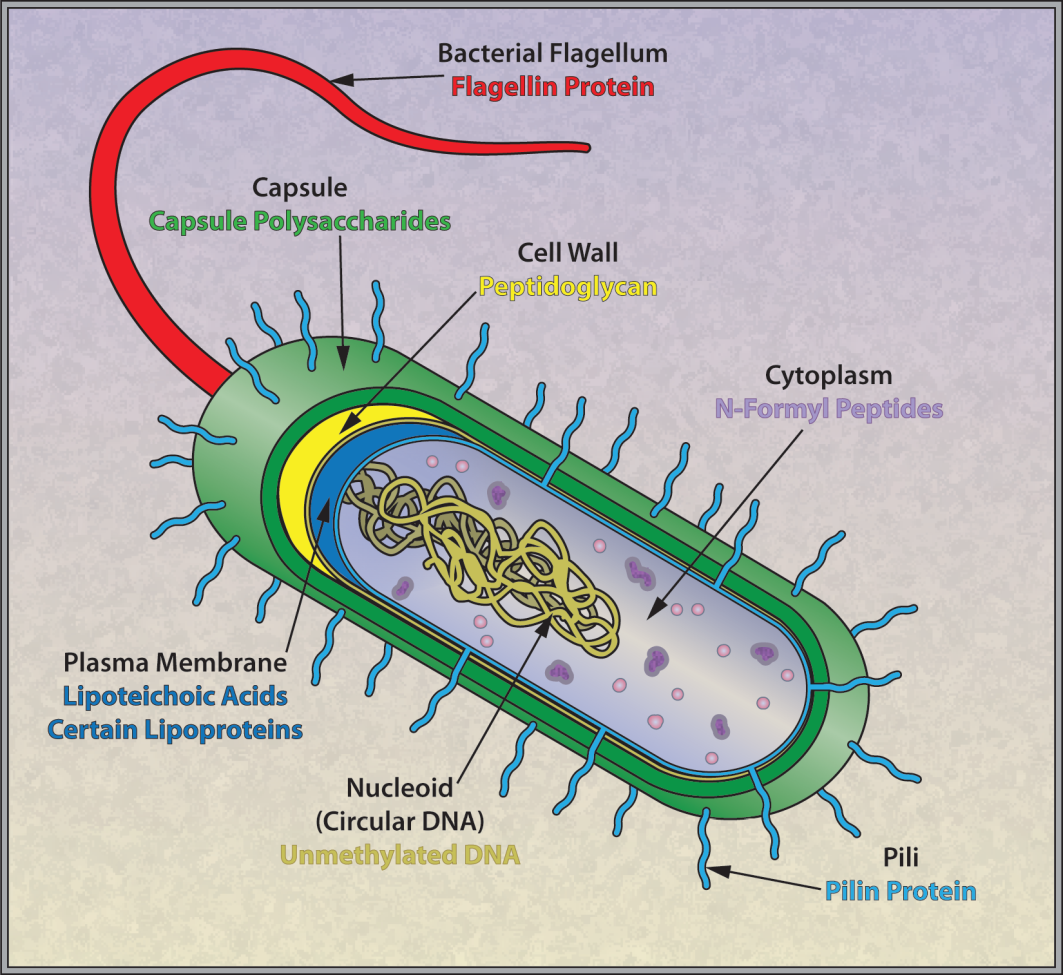 Bacterial Flagellum
Flagellin Protein
Capsule
Capsule Polysaccharides
Cell Wall
Peptidoglycan
Cytoplasm
N-Formyl Peptides
Plasma Membrane
Lipoteichoic Acids
Certain Lipoproteins
Nucleoid
(Circular DNA)
Unmethylated DNA
Pili
Pilin Protein